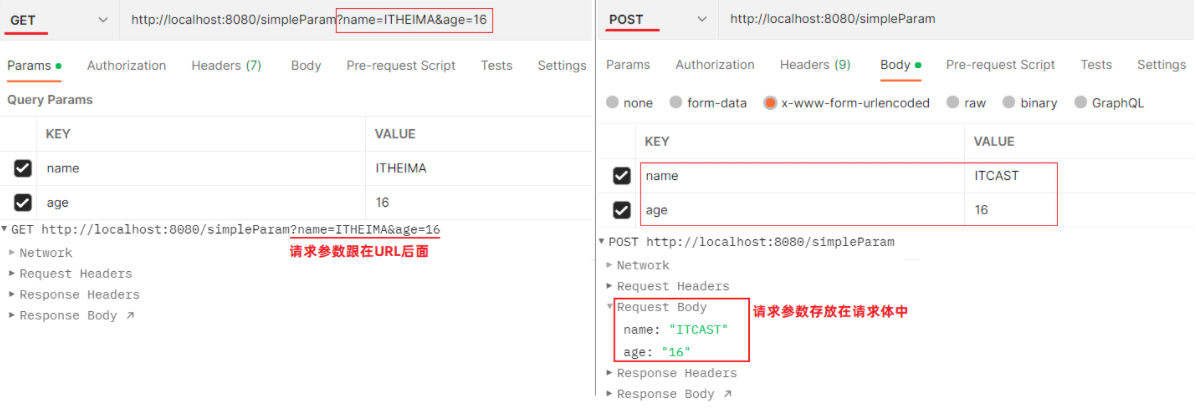 GET http://localhost:8080/simpleParam?name=ITHEIMA&age=16
Params Authorization Headers (7) Body Pre-request Script Tests Settings
Query Params
KEY VALUE
name ITHEIMA
age 16
GET http://localhost:8080/simpleParam?name=ITHEIMA&age=16
请求参数跟在URL后面
Network
Request Headers
Response Headers
Response Body ↗
POST http://localhost:8080/simpleParam
Params Authorization Headers (9) Body Pre-request Script Tests Settings
none form-data x-www-form-urlencoded raw binary GraphQL
KEY VALUE
name ITCAST
age 16
POST http://localhost:8080/simpleParam
Network
Request Headers
Request Body
请求参数存放在请求体中
name: "ITCAST"
age: "16"
Response Headers
Response Body ↗